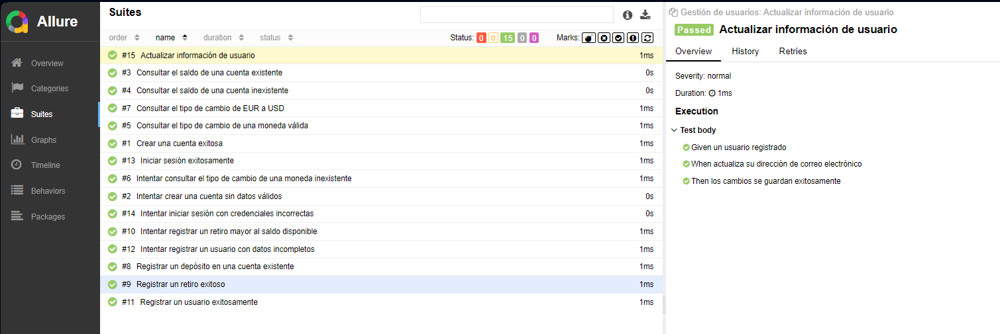 Allure
Overview
Categories
Suites
Graphs
Timeline
Behaviors
Packages
Suites
order name duration status Status: 0 0 15 0 0 Marks:
#15 Actualizar información de usuario 1ms
#3 Consultar el saldo de una cuenta existente 0s
#4 Consultar el saldo de una cuenta inexistente 0s
#7 Consultar el tipo de cambio de EUR a USD 1ms
#5 Consultar el tipo de cambio de una moneda válida 1ms
#1 Crear una cuenta exitosa 1ms
#13 Iniciar sesión exitosamente 1ms
#6 Intentar consultar el tipo de cambio de una moneda inexistente 1ms
#2 Intentar crear una cuenta sin datos válidos 0s
#14 Intentar iniciar sesión con credenciales incorrectas 0s
#10 Intentar registrar un retiro mayor al saldo disponible 1ms
#12 Intentar registrar un usuario con datos incompletos 1ms
#8 Registrar un depósito en una cuenta existente 1ms
#9 Registrar un retiro exitoso 1ms
#11 Registrar un usuario exitosamente 1ms
Gestión de usuarios: Actualizar información de usuario
Passed Actualizar información de usuario
Overview History Retries
Severity: normal
Duration: 1ms
Execution
Test body
Given un usuario registrado
When actualiza su dirección de correo electrónico
Then los cambios se guardan exitosamente